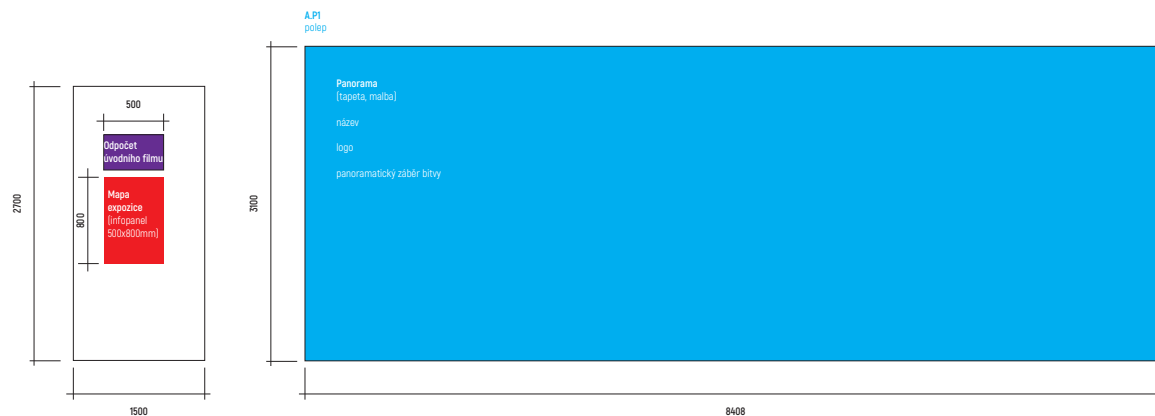 A.P1
polep
Panorama
(tapeta, malba)
název
logo
panoramatický záběr bitvy
3100
8408
500
Odpočet
úvodního filmu
Mapa
expozice
(infopanel
500x800mm)
800
2700
1500